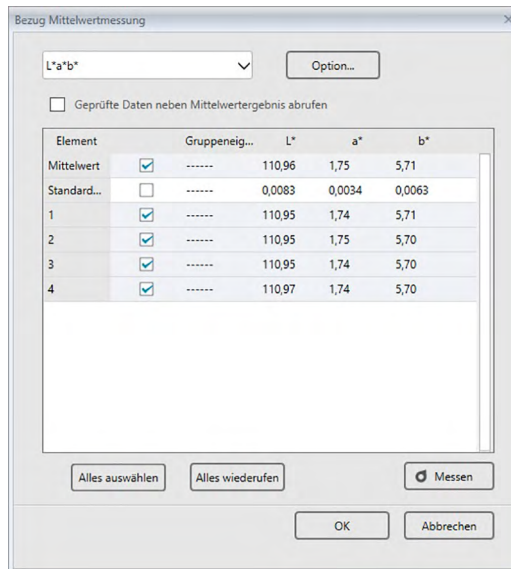 Bezug Mittelwertmessung
L*a*b*
Option...
Geprüfte Daten neben Mittelwertergebnis abrufen
Element Gruppeneig... L* a* b*
Mittelwert ------ 110,96 1,75 5,71
Standard... ------ 0,0083 0,0034 0,0063
1 ------ 110,95 1,74 5,71
2 ------ 110,95 1,75 5,70
3 ------ 110,95 1,74 5,70
4 ------ 110,97 1,74 5,70
Alles auswählen Alles wiederufen Messen
OK Abbrechen